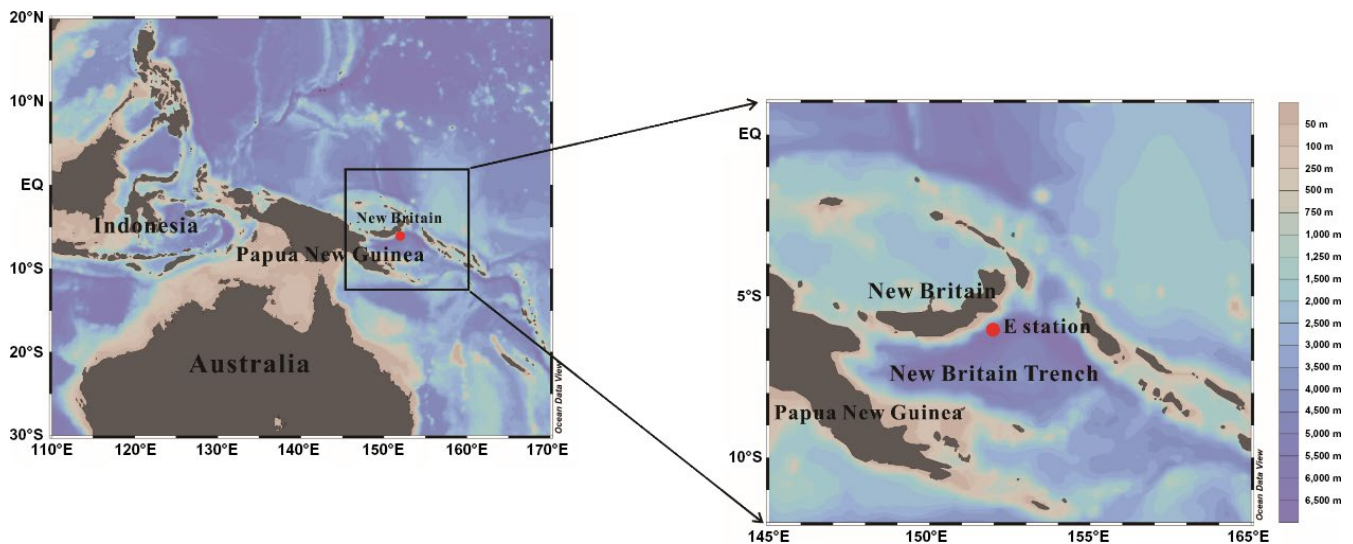 20°N
10°N
EQ
10°S
20°S
30°S
110°E
120°E
130°E
140°E
150°E
160°E
170°E
Indonesia
New Britain
Papua New Guinea
Australia
Ocean Data View
EQ
5°S
10°S
145°E
150°E
155°E
165°E
New Britain
E station
New Britain Trench
Papua New Guinea
Ocean Data View
50 m
100 m
250 m
500 m
750 m
1,000 m
1,250 m
1,500 m
2,000 m
2,500 m
3,000 m
3,500 m
4,000 m
4,500 m
5,000 m
5,500 m
6,000 m
6,500 m